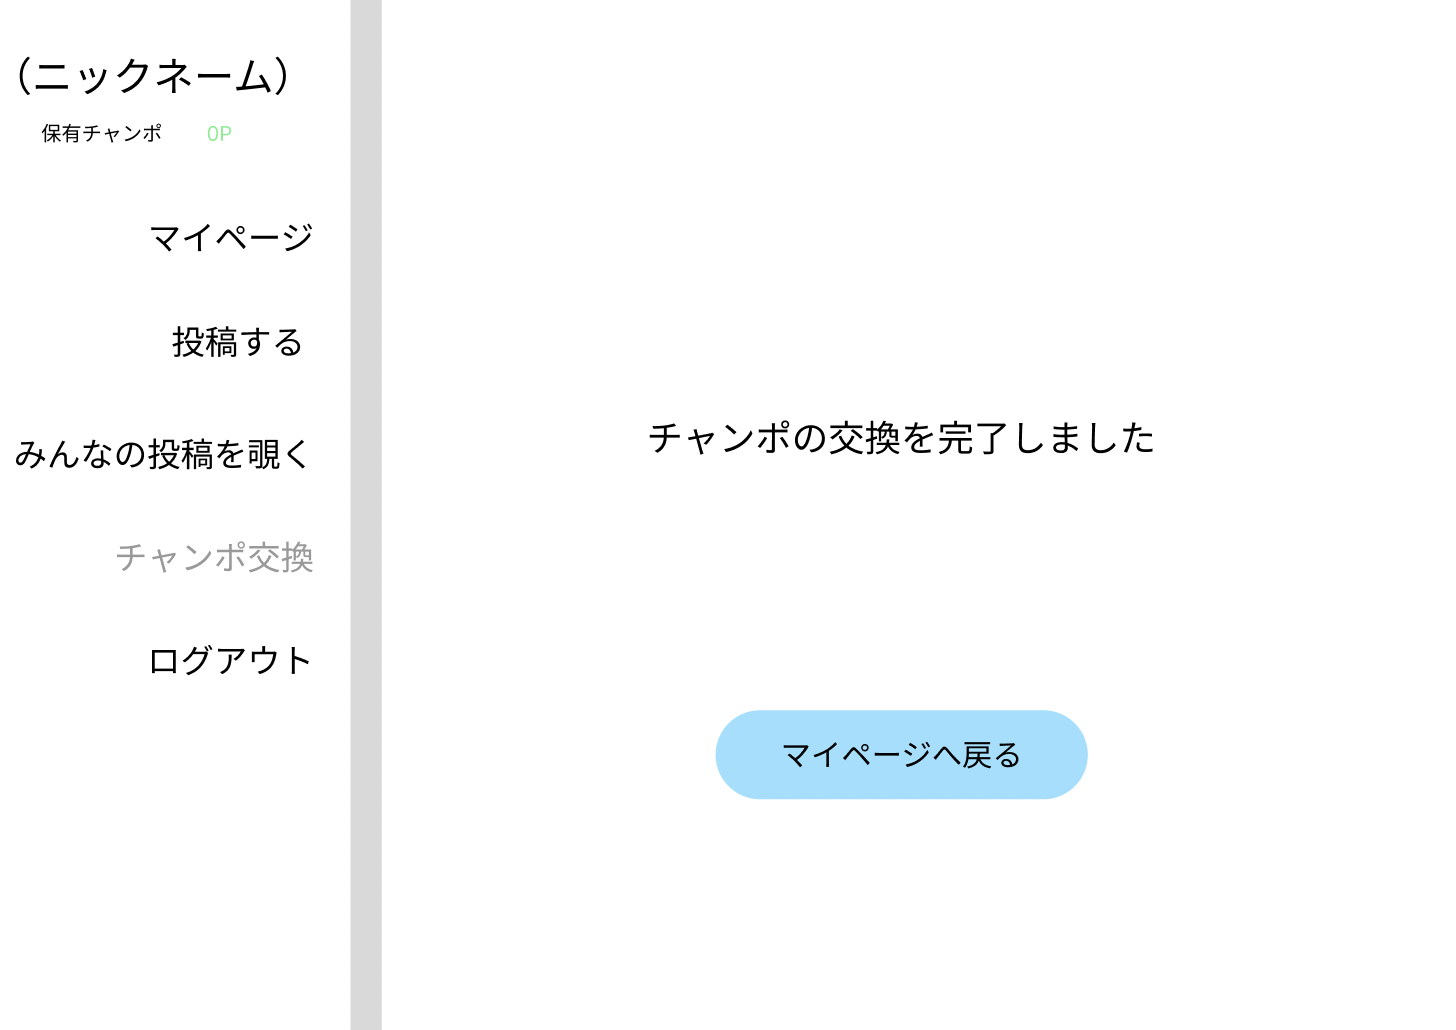 （ニックネーム）
保有チャンポ 0P
マイページ
投稿する
みんなの投稿を覗く
チャンポ交換
ログアウト
チャンポの交換を完了しました
マイページへ戻る